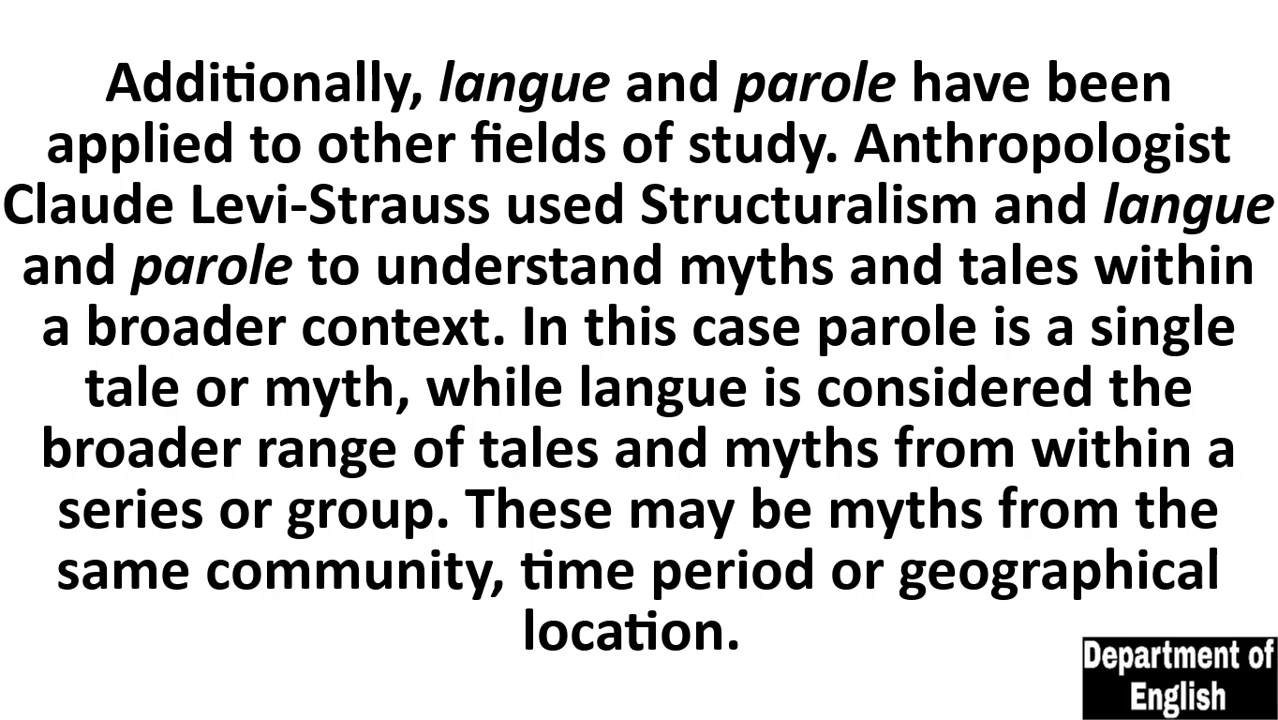 Additionally, langue and parole have been
applied to other fields of study. Anthropologist
Claude Levi-Strauss used Structuralism and langue
and parole to understand myths and tales within
a broader context. In this case parole is a single
tale or myth, while langue is considered the
broader range of tales and myths from within a
series or group. These may be myths from the
same community, time period or geographical
location.
Department of
English